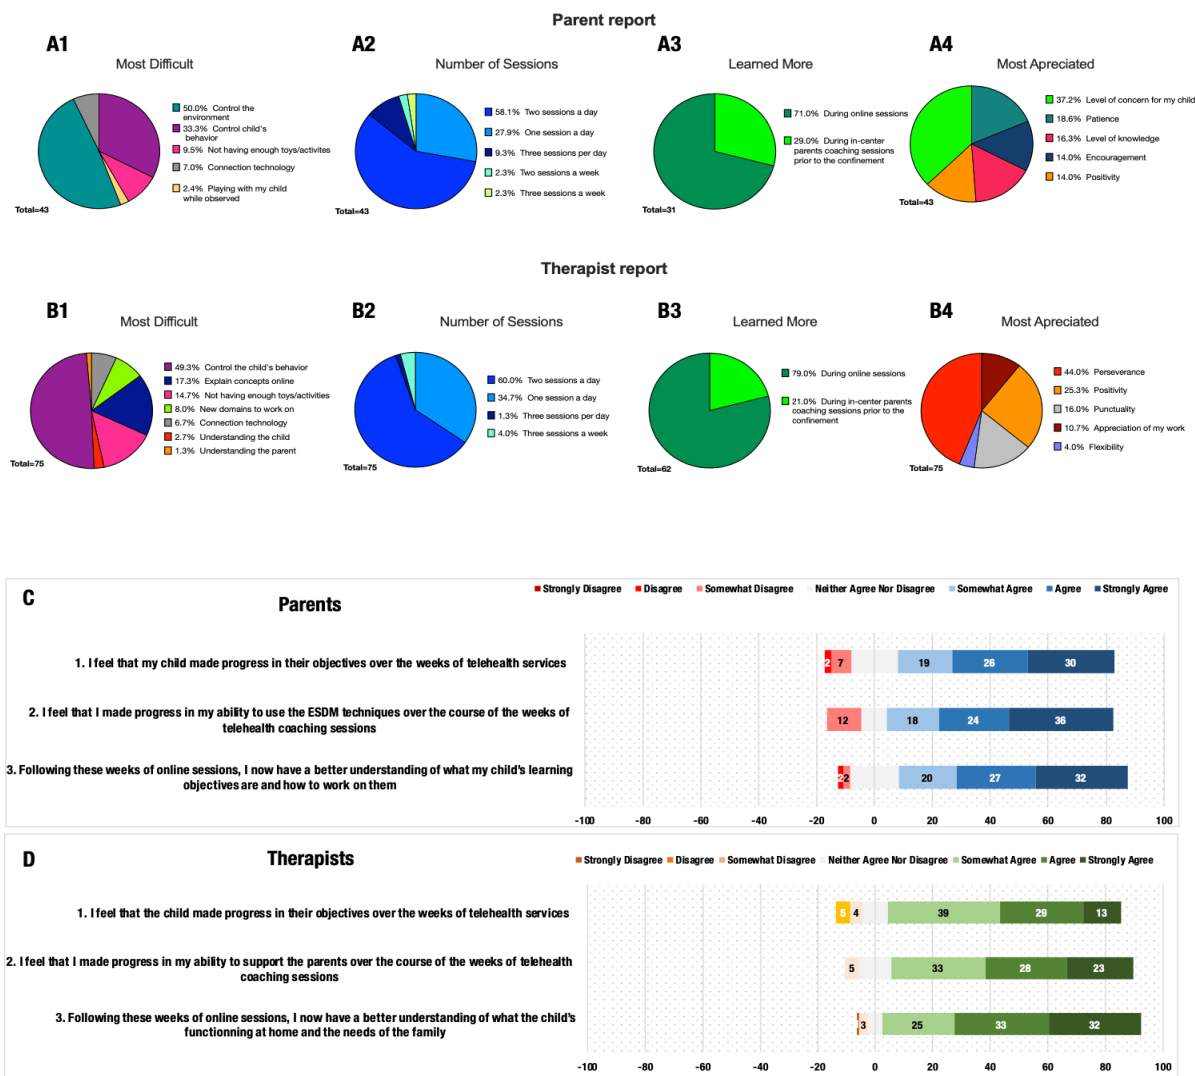 Parent report
A1
Most Difficult
50.0% Control the
environment
33.3% Control child's
behavior
9.5% Not having enough toys/activites
7.0% Connection technology
2.4% Playing with my child
while observed
Total=43
A2
Number of Sessions
58.1% Two sessions a day
27.9% One session a day
9.3% Three sessions per day
2.3% Two sessions a week
2.3% Three sessions a week
Total=43
A3
Learned More
71.0% During online sessions
29.0% During in-center
parents coaching sessions
prior to the confinement
Total=31
A4
Most Apreciated
37.2% Level of concern for my child
18.6% Patience
16.3% Level of knowledge
14.0% Encouragement
14.0% Positivity
Total=43
Therapist report
B1
Most Difficult
49.3% Control the child's behavior
17.3% Explain concepts online
14.7% Not having enough toys/activities
8.0% New domains to work on
6.7% Connection technology
2.7% Understanding the child
1.3% Understanding the parent
Total=75
B2
Number of Sessions
60.0% Two sessions a day
34.7% One session a day
1.3% Three sessions per day
4.0% Three sessions a week
Total=75
B3
Learned More
79.0% During online sessions
21.0% During in-center parents
coaching sessions prior to the
confinement
Total=62
B4
Most Apreciated
44.0% Perseverance
25.3% Positivity
16.0% Punctuality
10.7% Appreciation of my work
4.0% Flexibility
Total=75
C
Parents
Strongly Disagree Disagree Somewhat Disagree Neither Agree Nor Disagree Somewhat Agree Agree Strongly Agree
1. I feel that my child made progress in their objectives over the weeks of telehealth services
2 7 19 26 30
2. I feel that I made progress in my ability to use the ESDM techniques over the course of the weeks of
telehealth coaching sessions
12 18 24 36
3. Following these weeks of online sessions, I now have a better understanding of what my child's learning
objectives are and how to work on them
2 2 20 27 32
-100 -80 -60 -40 -20 0 20 40 60 80 100
D
Therapists
Strongly Disagree Disagree Somewhat Disagree Neither Agree Nor Disagree Somewhat Agree Agree Strongly Agree
1. I feel that the child made progress in their objectives over the weeks of telehealth services
5 4 39 29 13
2. I feel that I made progress in my ability to support the parents over the course of the weeks of telehealth
coaching sessions
5 33 28 23
3. Following these weeks of online sessions, I now have a better understanding of what the child's
functionning at home and the needs of the family
3 25 33 32
-100 -80 -60 -40 -20 0 20 40 60 80 100